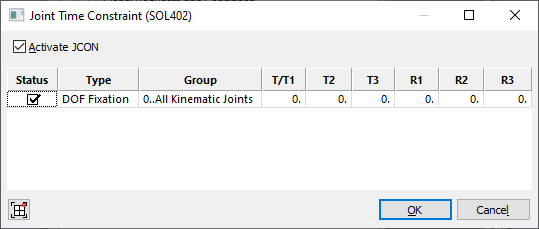 Joint Time Constraint (SOL402)
Activate JCON
Status Type Group T/T1 T2 T3 R1 R2 R3
DOF Fixation 0..All Kinematic Joints 0. 0. 0. 0. 0. 0.
OK Cancel